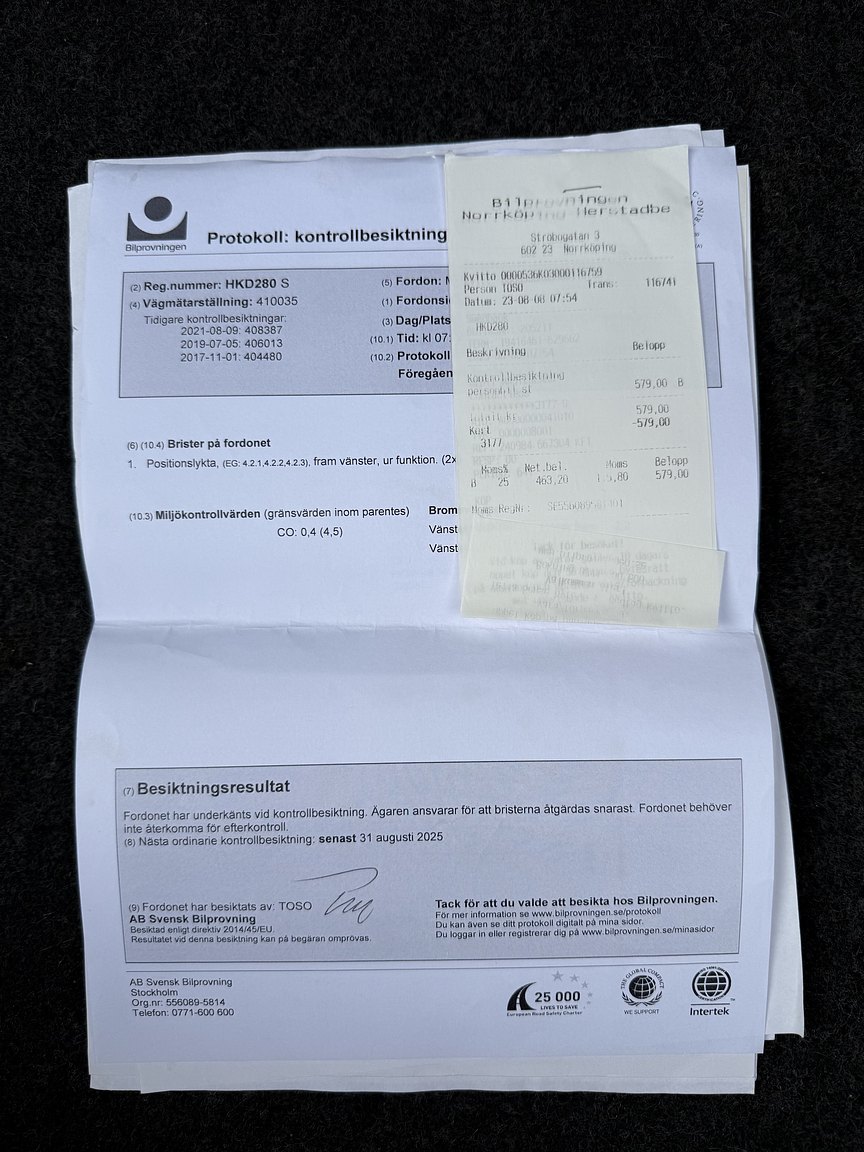 Bilprovningen
Protokoll: kontrollbesiktning
(2) Reg.nummer: HKD280 S
(4) Vägmätarställning: 410035
Tidigare kontrollbesiktningar:
2021-08-09: 408387
2019-07-05: 406013
2017-11-01: 404480
(5) Fordon:
(1) Fordonsi
(3) Dag/Plats
(10.1) Tid: kl 07:
(10.2) Protokoll
Föregåen
(6) (10.4) Brister på fordonet
1. Positionslykta, (EG: 4.2.1,4.2.2,4.2.3), fram vänster, ur funktion. (2x
(10.3) Miljökontrollvärden (gränsvärden inom parentes)
CO: 0,4 (4,5)
Brom
Vänst
Vänst
Bilprovningen
Norrköping Herstadbe
Ströbogatan 3
602 23 Norrköping
Kvitto 0000536K03000116759
Person TOSO Trans: 116741
Datum: 23-08-08 07:54
HKD280
Beskrivning Belopp
Kontrollbesiktning
personbil st 579,00 B
Totalt kr 579,00
Kort -579,00
3177
Moms% Net.bel. Moms Belopp
B 25 463,20 115,80 579,00
Moms RegNr:
Tack för besöket!
(7) Besiktningsresultat
Fordonet har underkänts vid kontrollbesiktning. Ägaren ansvarar för att bristerna åtgärdas snarast. Fordonet behöver
inte återkomma för efterkontroll.
(8) Nästa ordinarie kontrollbesiktning: senast 31 augusti 2025
(9) Fordonet har besiktats av: TOSO
AB Svensk Bilprovning
Besiktad enligt direktiv 2014/45/EU.
Resultatet vid denna besiktning kan på begäran omprövas.
Tack för att du valde att besikta hos Bilprovningen.
För mer information se www.bilprovningen.se/protokoll
Du kan även se ditt protokoll digitalt på mina sidor.
Du loggar in eller registrerar dig på www.bilprovningen.se/minasidor
AB Svensk Bilprovning
Stockholm
Org.nr: 556089-5814
Telefon: 0771-600 600
25 000
LIVES TO SAVE
European Road Safety Charter
THE GLOBAL COMPACT
WE SUPPORT
Intertek